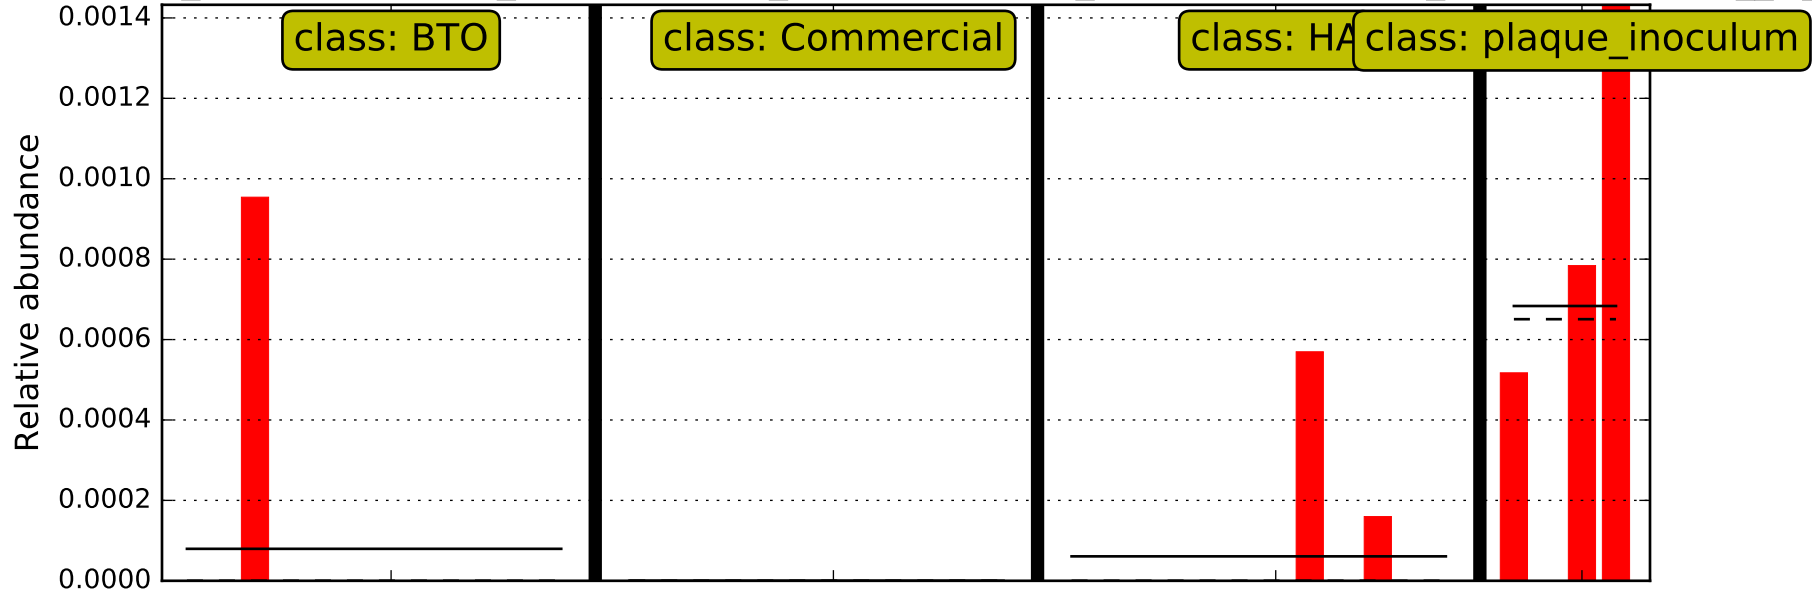 0.0014
class: BTO
class: Commercial
class: HA
class: plaque_inoculum
0.0012
0.0010
0.0008
0.0006
0.0004
0.0002
0.0000
Relative abundance